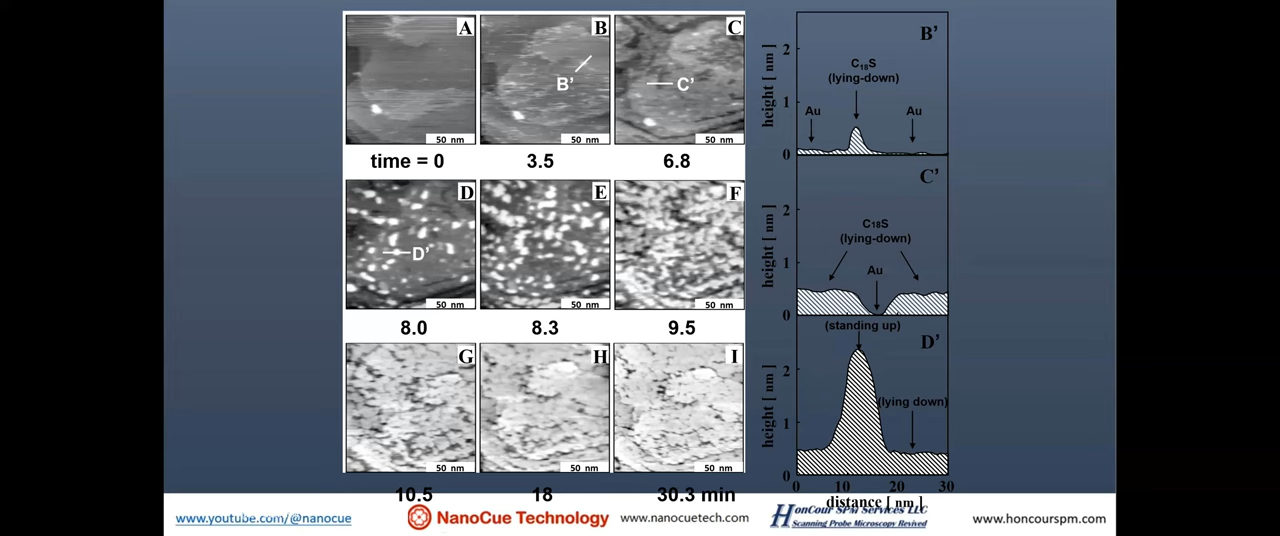 A
B
C
B’
C’
50 nm
50 nm
50 nm
time = 0
3.5
6.8
D
E
F
D’
50 nm
50 nm
50 nm
8.0
8.3
9.5
G
H
I
50 nm
50 nm
50 nm
10.5
18
30.3 min
B’
height [ nm ]
2
1
0
C18S
(lying-down)
Au
Au
C’
height [ nm ]
2
1
0
C18S
(lying-down)
Au
D’
height [ nm ]
2
1
0
(standing up)
(lying down)
0
10
20
30
distance [ nm ]
www.youtube.com/@nanocue
NanoCue Technology
www.nanocuetech.com
HonCour SPM Services LLC
Scanning Probe Microscopy Revived
www.honcourspm.com